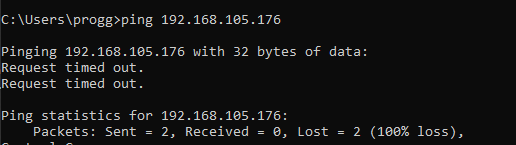 C:\Users\progg>ping 192.168.105.176
Pinging 192.168.105.176 with 32 bytes of data:
Request timed out.
Request timed out.
Ping statistics for 192.168.105.176:
    Packets: Sent = 2, Received = 0, Lost = 2 (100% loss),